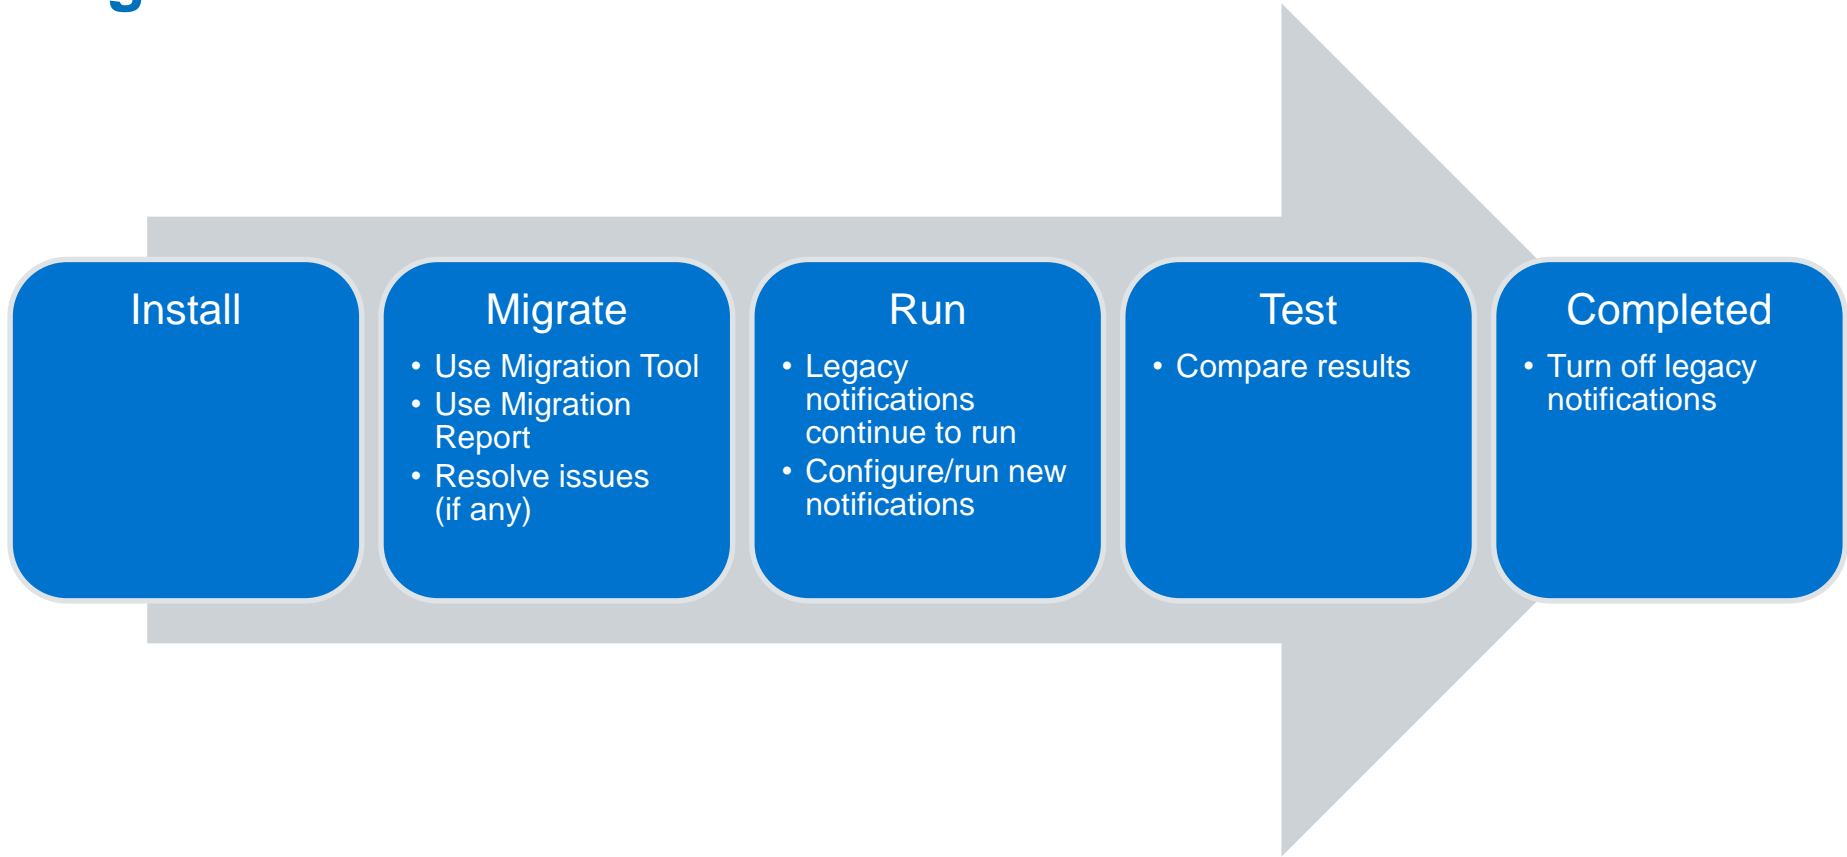 Install
Migrate
• Use Migration Tool
• Use Migration
Report
• Resolve issues
(if any)
Run
• Legacy
notifications
continue to run
• Configure/run new
notifications
Test
• Compare results
Completed
• Turn off legacy
notifications